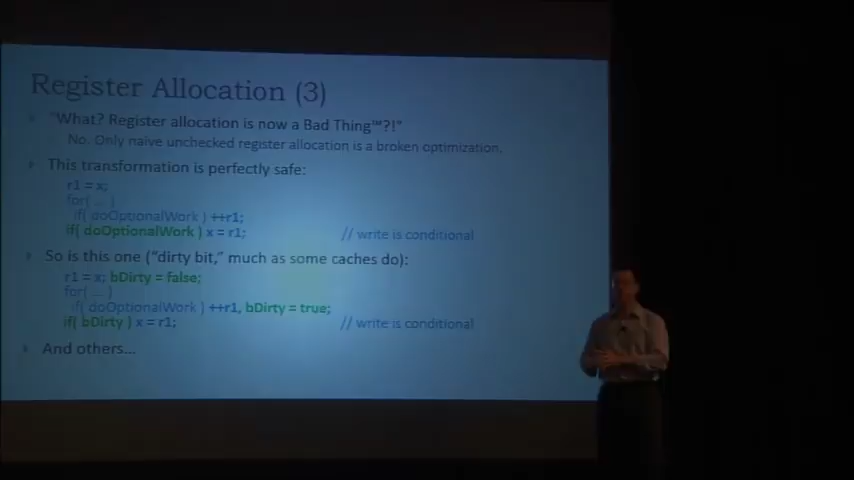 Register Allocation (3)
"What? Register allocation is now a Bad Thing™?!"
No. Only naïve unchecked register allocation is a broken optimization.
This transformation is perfectly safe:
r1 = x;
for( ... )
if( doOptionalWork ) ++r1;
if( doOptionalWork ) x = r1; // write is conditional
So is this one ("dirty bit," much as some caches do):
r1 = x; bDirty = false;
for( ... )
if( doOptionalWork ) ++r1, bDirty = true;
if( bDirty ) x = r1; // write is conditional
And others...